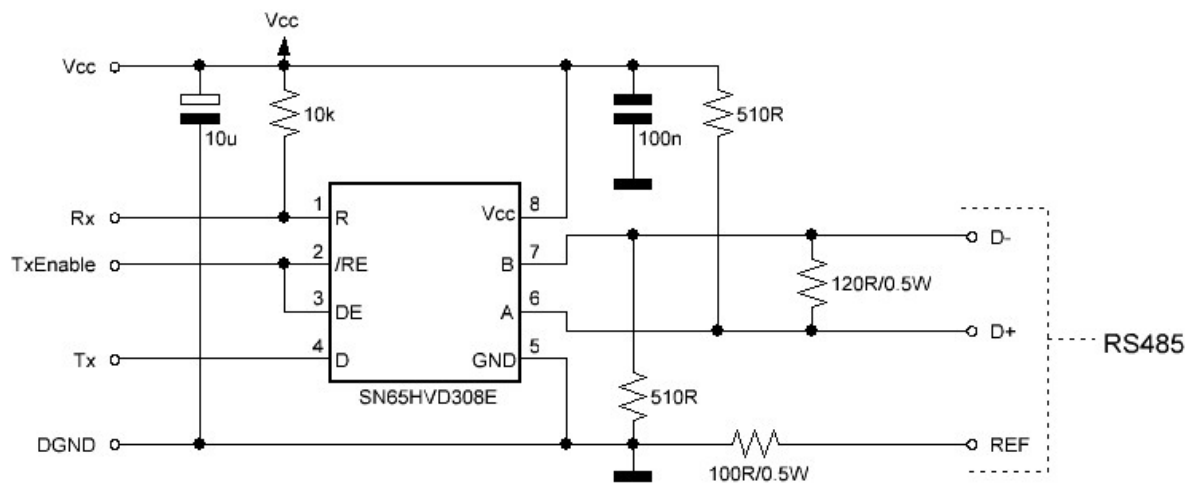 Vcc
Vcc
10u
10k
100n
510R
Rx
1
R
Vcc
8
TxEnable
2
/RE
B
7
D-
120R/0.5W
3
DE
A
6
D+
RS485
Tx
4
D
GND
5
SN65HVD308E
510R
DGND
100R/0.5W
REF